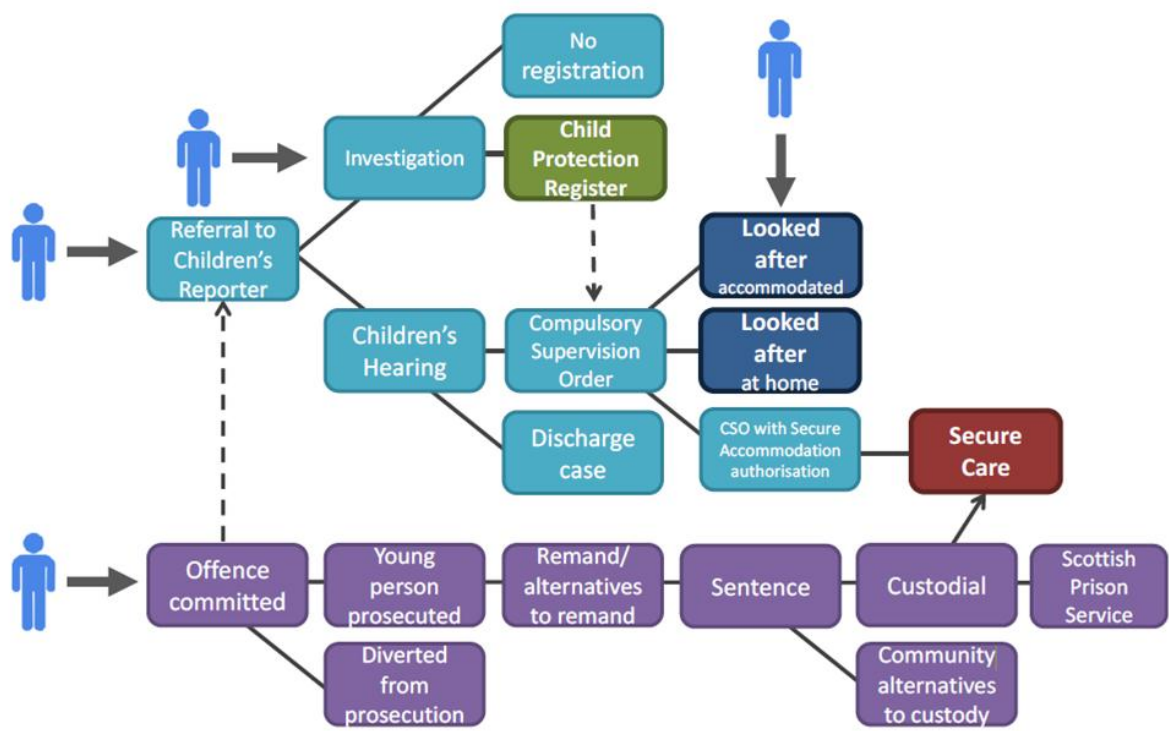 No
registration
Investigation
Child
Protection
Register
Referral to
Children's
Reporter
Looked
after
accommodated
Children's
Hearing
Compulsory
Supervision
Order
Looked
after
at home
Discharge
case
CSO with Secure
Accommodation
authorisation
Secure
Care
Offence
committed
Young
person
prosecuted
Remand/
alternatives
to remand
Sentence
Custodial
Scottish
Prison
Service
Diverted
from
prosecution
Community
alternatives
to custody